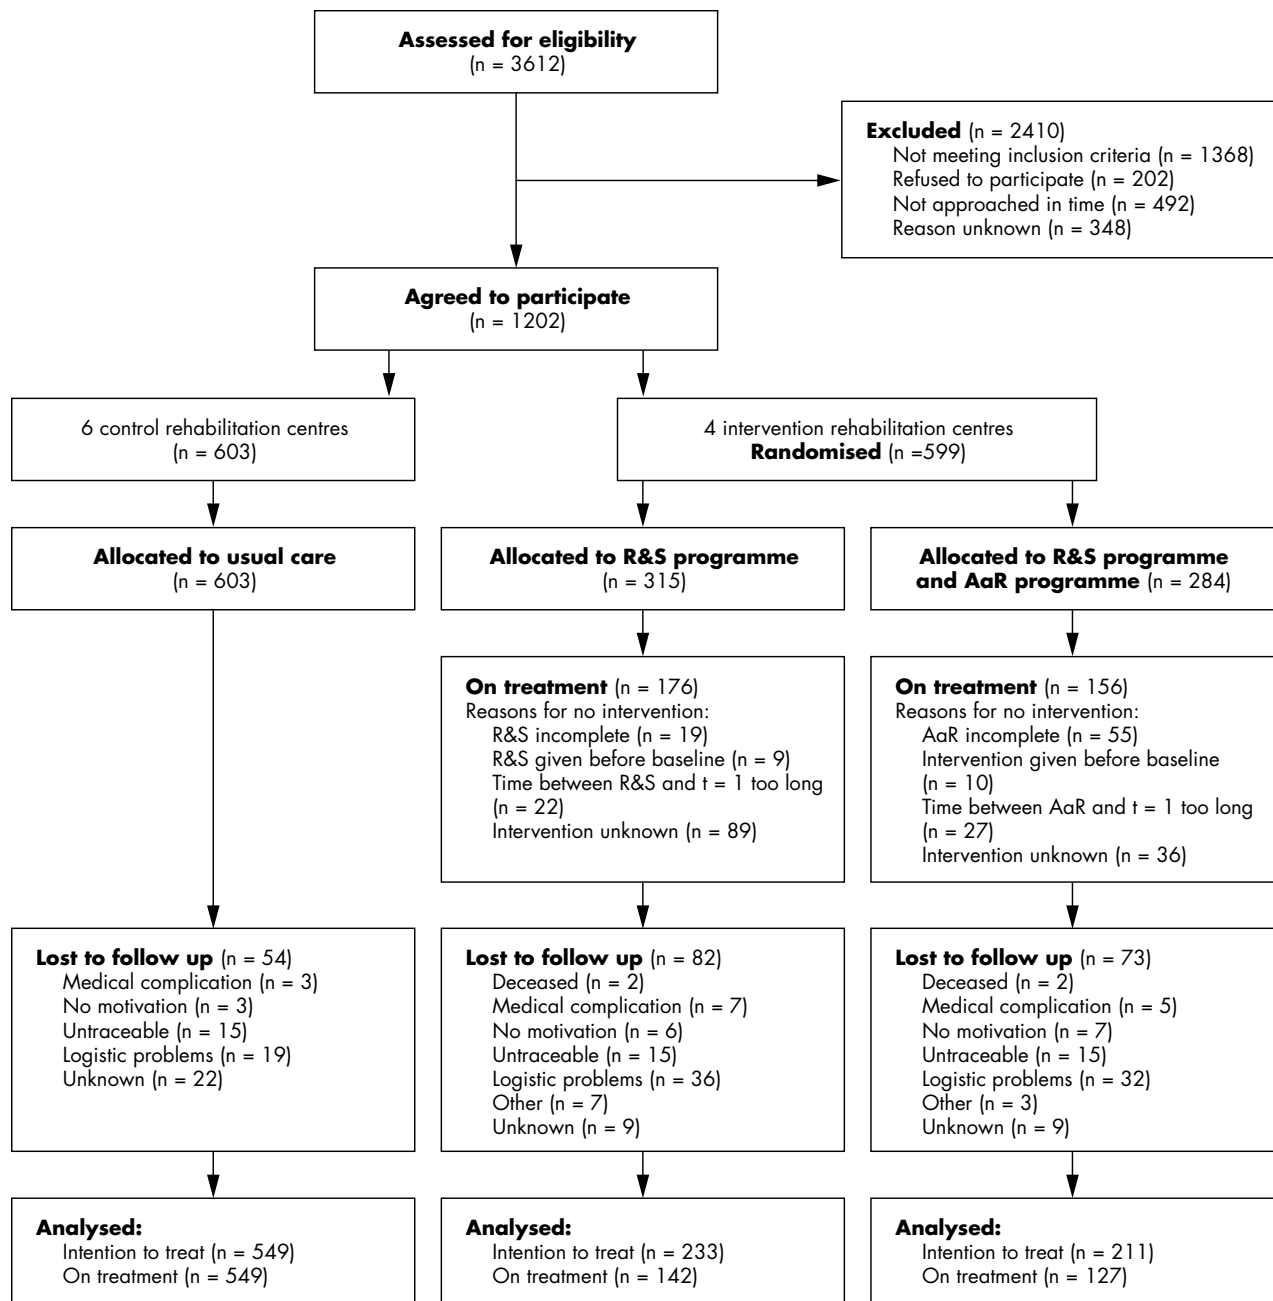 Assessed for eligibility
(n = 3612)
Excluded (n = 2410)
Not meeting inclusion criteria (n = 1368)
Refused to participate (n = 202)
Not approached in time (n = 492)
Reason unknown (n = 348)
Agreed to participate
(n = 1202)
6 control rehabilitation centres
(n = 603)
4 intervention rehabilitation centres
Randomised (n =599)
Allocated to usual care
(n = 603)
Allocated to R&S programme
(n = 315)
Allocated to R&S programme
and AaR programme (n = 284)
On treatment (n = 176)
Reasons for no intervention:
R&S incomplete (n = 19)
R&S given before baseline (n = 9)
Time between R&S and t = 1 too long
(n = 22)
Intervention unknown (n = 89)
On treatment (n = 156)
Reasons for no intervention:
AaR incomplete (n = 55)
Intervention given before baseline
(n = 10)
Time between AaR and t = 1 too long
(n = 27)
Intervention unknown (n = 36)
Lost to follow up (n = 54)
Medical complication (n = 3)
No motivation (n = 3)
Untraceable (n = 15)
Logistic problems (n = 19)
Unknown (n = 22)
Lost to follow up (n = 82)
Deceased (n = 2)
Medical complication (n = 7)
No motivation (n = 6)
Untraceable (n = 15)
Logistic problems (n = 36)
Other (n = 7)
Unknown (n = 9)
Lost to follow up (n = 73)
Deceased (n = 2)
Medical complication (n = 5)
No motivation (n = 7)
Untraceable (n = 15)
Logistic problems (n = 32)
Other (n = 3)
Unknown (n = 9)
Analysed:
Intention to treat (n = 549)
On treatment (n = 549)
Analysed:
Intention to treat (n = 233)
On treatment (n = 142)
Analysed:
Intention to treat (n = 211)
On treatment (n = 127)